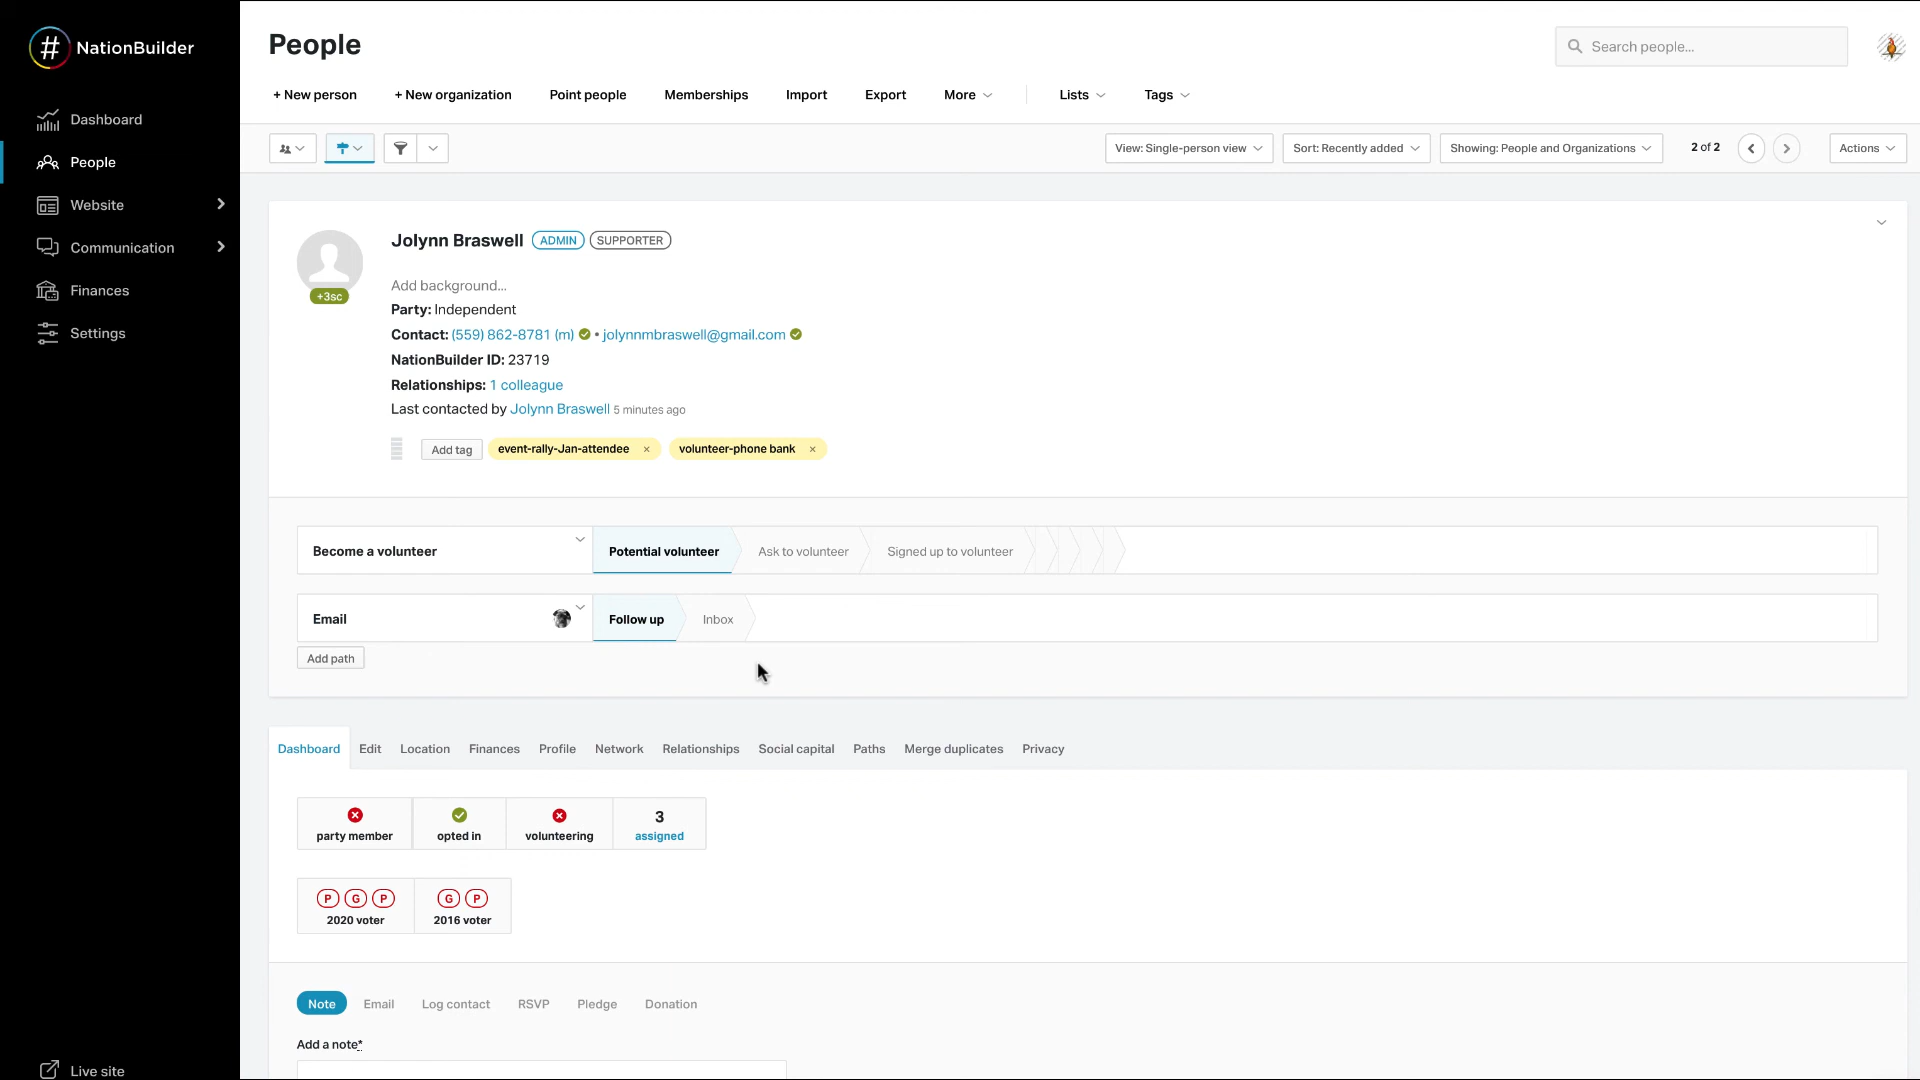 # NationBuilder
Dashboard
People
Website
Communication
Finances
Settings
Live site
People
Search people...
+ New person
+ New organization
Point people
Memberships
Import
Export
More
Lists
Tags
View: Single-person view
Sort: Recently added
Showing: People and Organizations
2 of 2
Actions
Jolynn Braswell ADMIN SUPPORTER
+3sc
Add background...
Party: Independent
Contact: (559) 862-8781 (m) • jolynnmbraswell@gmail.com
NationBuilder ID: 23719
Relationships: 1 colleague
Last contacted by Jolynn Braswell 5 minutes ago
Add tag event-rally-Jan-attendee × volunteer-phone bank ×
Become a volunteer Potential volunteer Ask to volunteer Signed up to volunteer
Email Follow up Inbox
Add path
Dashboard Edit Location Finances Profile Network Relationships Social capital Paths Merge duplicates Privacy
party member
opted in
volunteering
3
assigned
P G P
2020 voter
G P
2016 voter
Note Email Log contact RSVP Pledge Donation
Add a note*